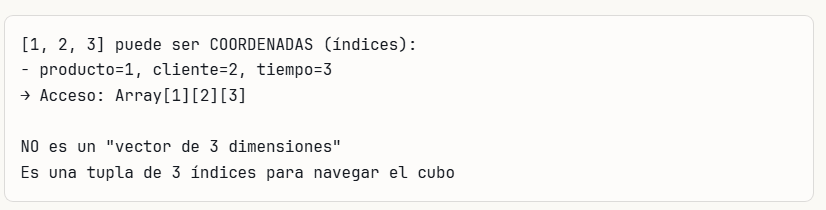 [1, 2, 3] puede ser COORDENADAS (índices):
- producto=1, cliente=2, tiempo=3
→ Acceso: Array[1][2][3]
NO es un "vector de 3 dimensiones"
Es una tupla de 3 índices para navegar el cubo